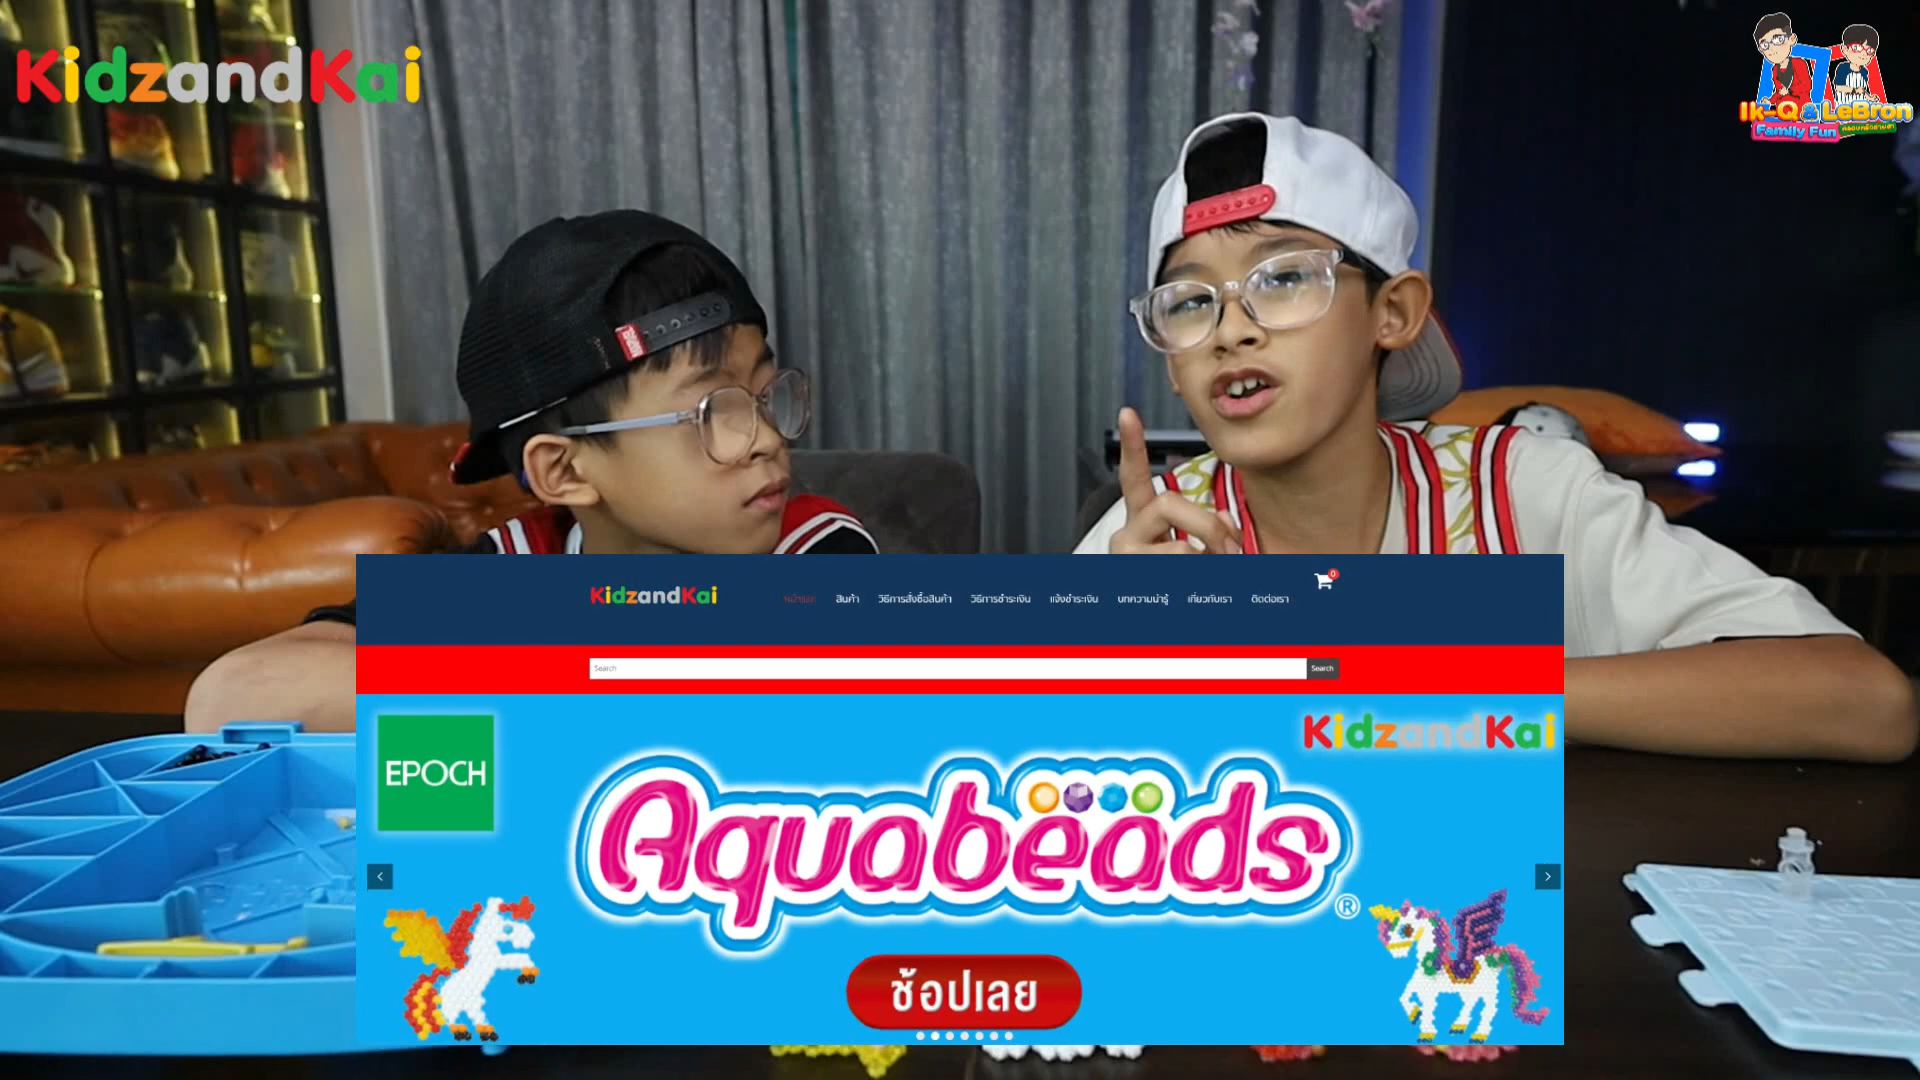 KidzandKai
Ik-Q & LeBron
Family Fun
KidzandKai
0
หน้าแรก สินค้า วิธีการสั่งซื้อสินค้า วิธีการชำระเงิน แจ้งชำระเงิน บทความน่ารู้ เกี่ยวกับเรา ติดต่อเรา
Search Search
EPOCH
KidzandKai
Aquabeads®
ช้อปเลย